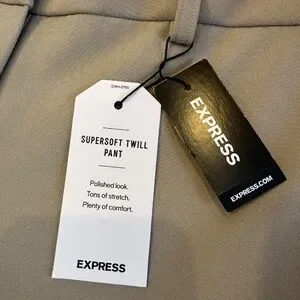 SUPERSOFT TWILL
PANT
Polished look.
Tons of stretch.
Plenty of comfort.
EXPRESS
EXPRESS
EXPRESS.COM